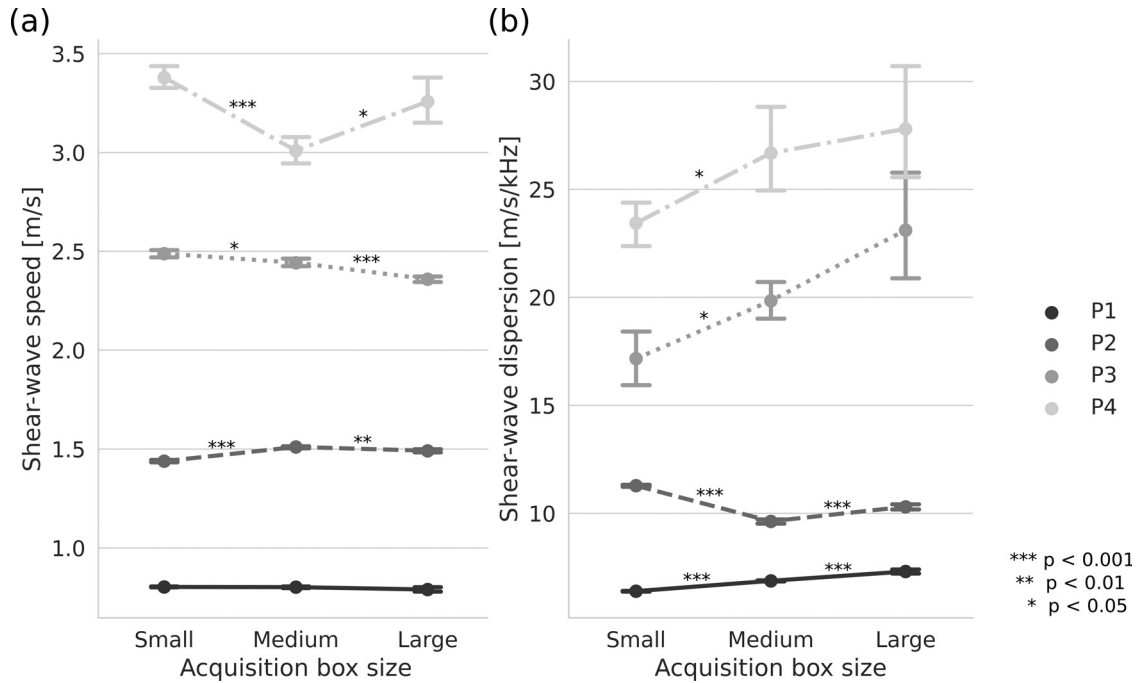 (a)
(b)
Shear-wave speed [m/s]
3.5
3.0
2.5
2.0
1.5
1.0
***
*
*
***
***
**
Small Medium Large
Acquisition box size
Shear-wave dispersion [m/s/kHz]
30
25
20
15
10
*
*
***
***
***
***
Small Medium Large
Acquisition box size
P1
P2
P3
P4
*** p < 0.001
** p < 0.01
* p < 0.05